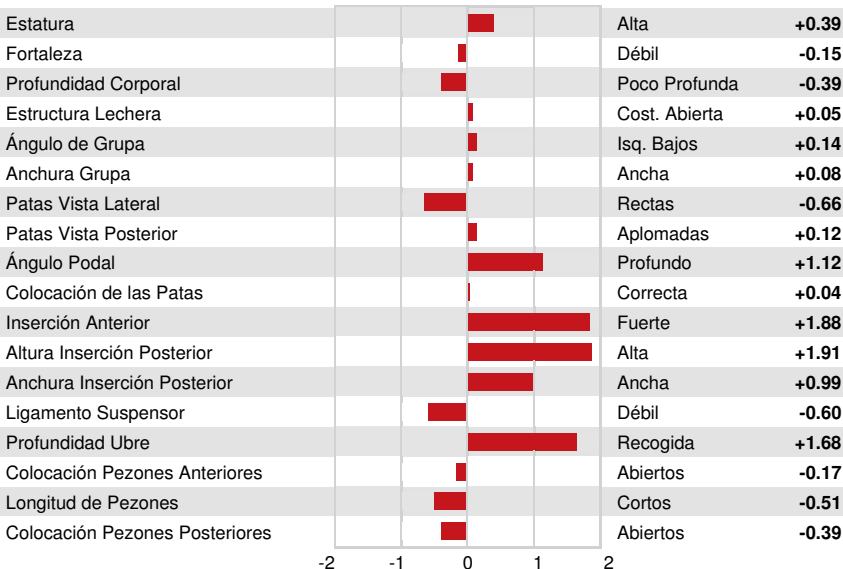 Estatura Alta +0.39
Fortaleza Débil -0.15
Profundidad Corporal Poco Profunda -0.39
Estructura Lechera Cost. Abierta +0.05
Ángulo de Grupa Isq. Bajos +0.14
Anchura Grupa Ancha +0.08
Patas Vista Lateral Rectas -0.66
Patas Vista Posterior Aplomadas +0.12
Ángulo Podal Profundo +1.12
Colocación de las Patas Correcta +0.04
Inserción Anterior Fuerte +1.88
Altura Inserción Posterior Alta +1.91
Anchura Inserción Posterior Ancha +0.99
Ligamento Suspensor Débil -0.60
Profundidad Ubre Recogida +1.68
Colocación Pezones Anteriores Abiertos -0.17
Longitud de Pezones Cortos -0.51
Colocación Pezones Posteriores Abiertos -0.39
-2 -1 0 1 2